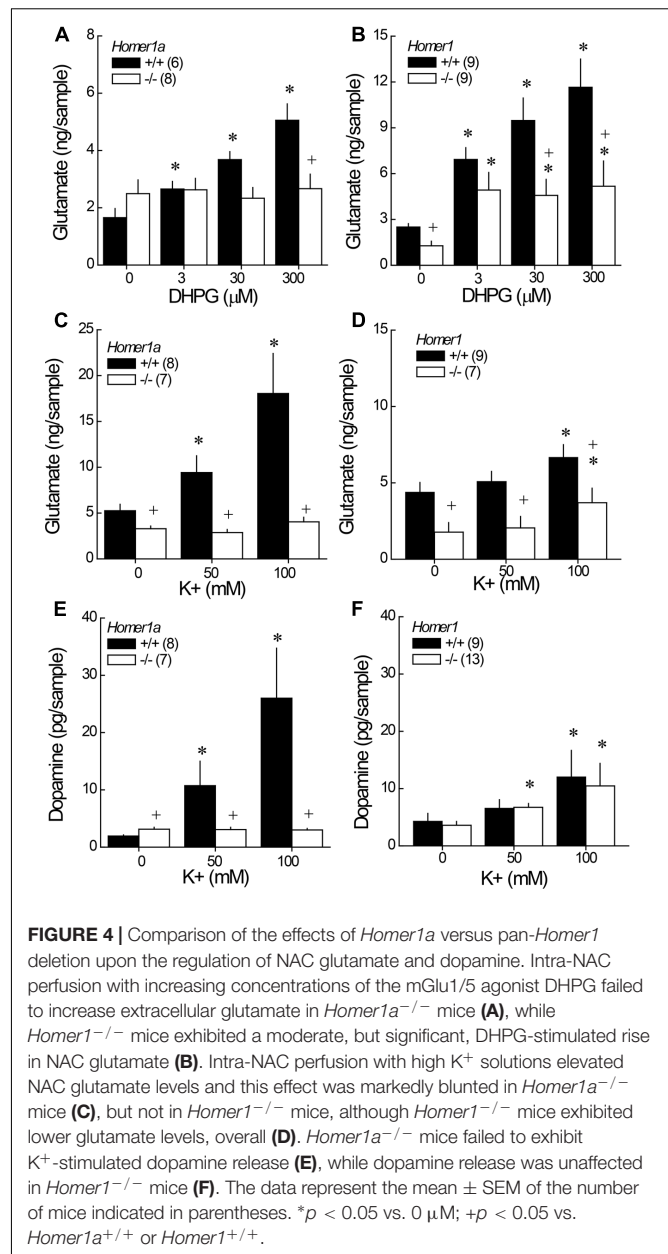 A
Homer1a
+/+ (6)
-/- (8)
Glutamate (ng/sample)
8
6
4
2
0
*
*
*
+
0 3 30 300
DHPG (µM)
B
Homer1
+/+ (9)
-/- (9)
Glutamate (ng/sample)
15
12
9
6
3
0
+
*
*
*
+
*
*
+
*
0 3 30 300
DHPG (µM)
C
Homer1a
+/+ (8)
-/- (7)
Glutamate (ng/sample)
25
20
15
10
5
0
+
*
+
*
+
0 50 100
K+ (mM)
D
Homer1
+/+ (9)
-/- (7)
Glutamate (ng/sample)
15
10
5
0
+
+
*
+
*
0 50 100
K+ (mM)
E
Homer1a
+/+ (8)
-/- (7)
Dopamine (pg/sample)
40
30
20
10
0
+
*
+
*
+
0 50 100
K+ (mM)
F
Homer1
+/+ (9)
-/- (13)
Dopamine (pg/sample)
40
30
20
10
0
*
*
*
0 50 100
K+ (mM)
FIGURE 4 | Comparison of the effects of Homer1a versus pan-Homer1
deletion upon the regulation of NAC glutamate and dopamine. Intra-NAC
perfusion with increasing concentrations of the mGlu1/5 agonist DHPG failed
to increase extracellular glutamate in Homer1a−/− mice (A), while
Homer1−/− mice exhibited a moderate, but significant, DHPG-stimulated rise
in NAC glutamate (B). Intra-NAC perfusion with high K+ solutions elevated
NAC glutamate levels and this effect was markedly blunted in Homer1a−/−
mice (C), but not in Homer1−/− mice, although Homer1−/− mice exhibited
lower glutamate levels, overall (D). Homer1a−/− mice failed to exhibit
K+-stimulated dopamine release (E), while dopamine release was unaffected
in Homer1−/− mice (F). The data represent the mean ± SEM of the number
of mice indicated in parentheses. *p < 0.05 vs. 0 µM; +p < 0.05 vs.
Homer1a+/+ or Homer1+/+.